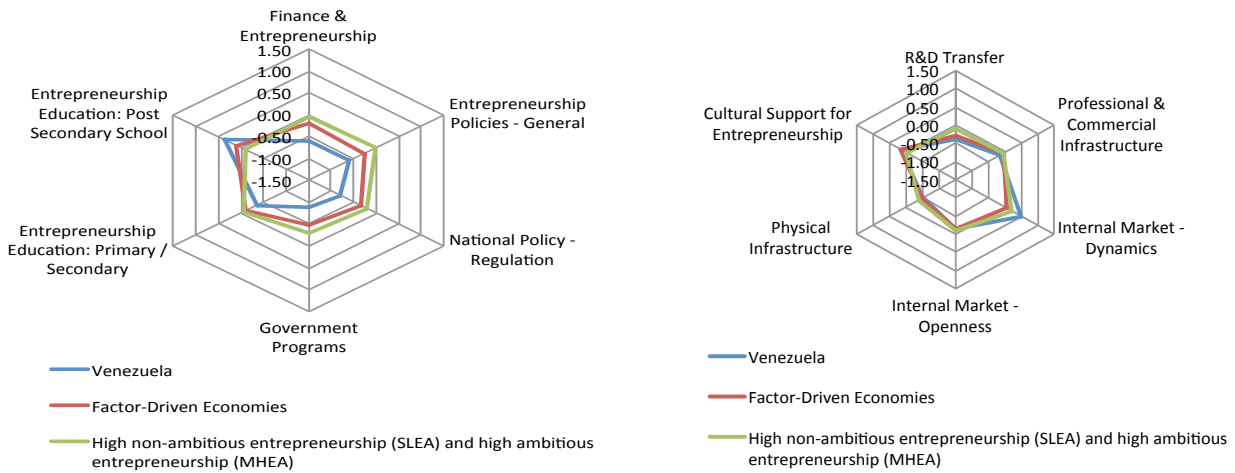 Finance &
Entrepreneurship
1.50
1.00
0.50
0.00
-0.50
-1.00
-1.50
Entrepreneurship
Policies - General
National Policy -
Regulation
Government
Programs
Entrepreneurship
Education: Primary /
Secondary
Entrepreneurship
Education: Post
Secondary School
Venezuela
Factor-Driven Economies
High non-ambitious entrepreneurship (SLEA) and high ambitious
entrepreneurship (MHEA)
R&D Transfer
1.50
1.00
0.50
0.00
-0.50
-1.00
-1.50
Professional &
Commercial
Infrastructure
Internal Market -
Dynamics
Internal Market -
Openness
Physical
Infrastructure
Cultural Support for
Entrepreneurship
Venezuela
Factor-Driven Economies
High non-ambitious entrepreneurship (SLEA) and high ambitious
entrepreneurship (MHEA)